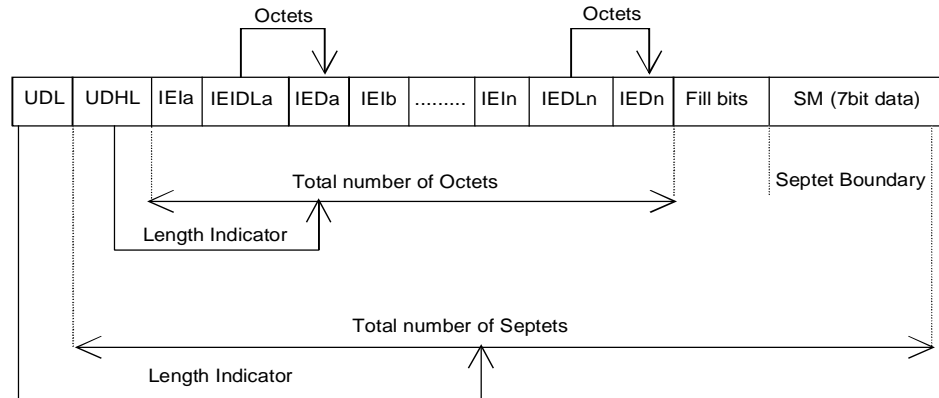 Octets Octets
UDL UDHL IEIa IEIDLa IEDa IEIb ......... IEIn IEDLn IEDn Fill bits SM (7bit data)
Total number of Octets
Septet Boundary
Length Indicator
Total number of Septets
Length Indicator